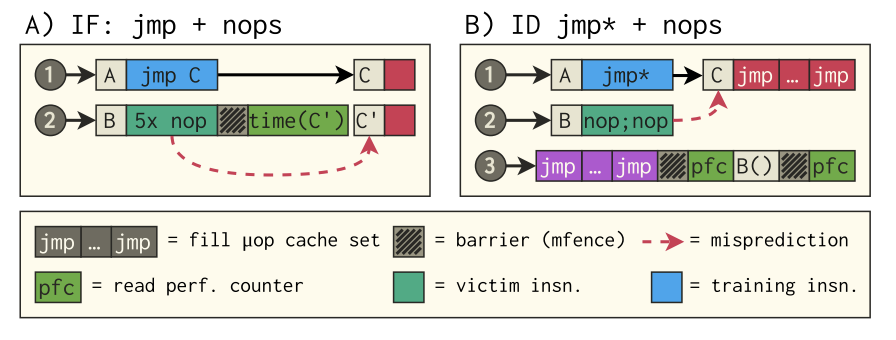 A) IF: jmp + nops
1 A jmp C C
2 B 5x nop time(C') C'
B) ID jmp* + nops
1 A jmp* C jmp … jmp
2 B nop;nop
3 jmp … jmp pfc B() pfc
jmp … jmp = fill μop cache set
= barrier (mfence)
= misprediction
pfc = read perf. counter
= victim insn.
= training insn.